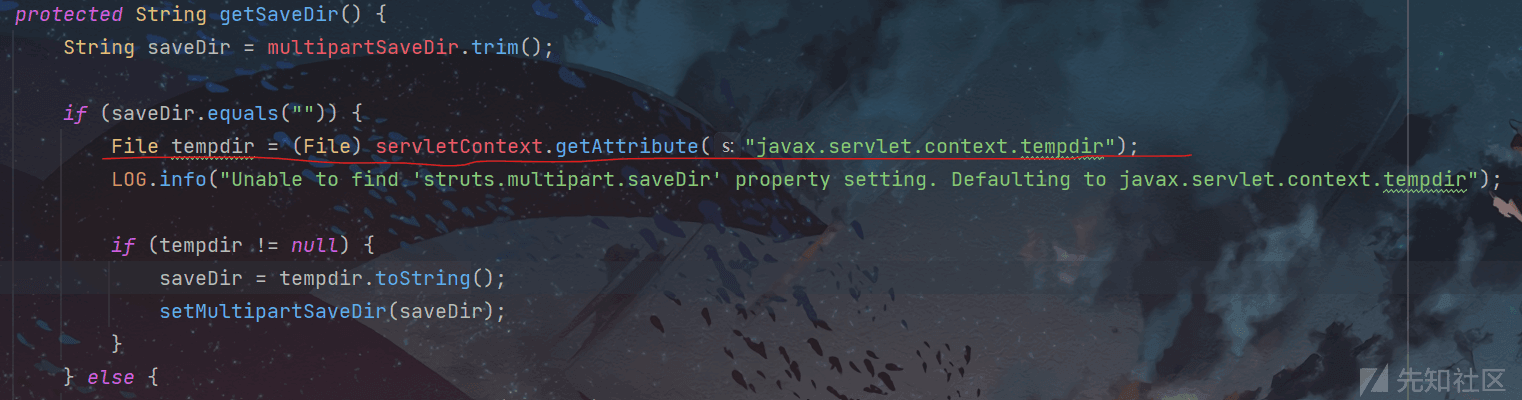 protected String getSaveDir() {
String saveDir = multipartSaveDir.trim();
if (saveDir.equals("")) {
File tempdir = (File) servletContext.getAttribute( s: "javax.servlet.context.tempdir");
LOG.info("Unable to find 'struts.multipart.saveDir' property setting. Defaulting to javax.servlet.context.tempdir");
if (tempdir != null) {
saveDir = tempdir.toString();
setMultipartSaveDir(saveDir);
}
} else {
先知社区